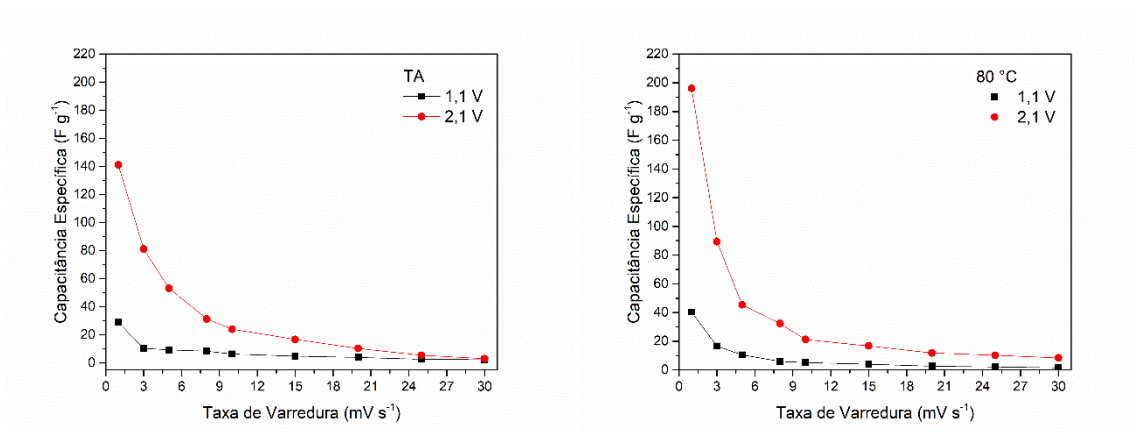 220
200
180
160
140
120
100
80
60
40
20
0
Capacitância Específica (F g⁻¹)
TA
1,1 V
2,1 V
0 3 6 9 12 15 18 21 24 27 30
Taxa de Varredura (mV s⁻¹)
220
200
180
160
140
120
100
80
60
40
20
0
Capacitância Específica (F g⁻¹)
80 °C
1,1 V
2,1 V
0 3 6 9 12 15 18 21 24 27 30
Taxa de Varredura (mV s⁻¹)